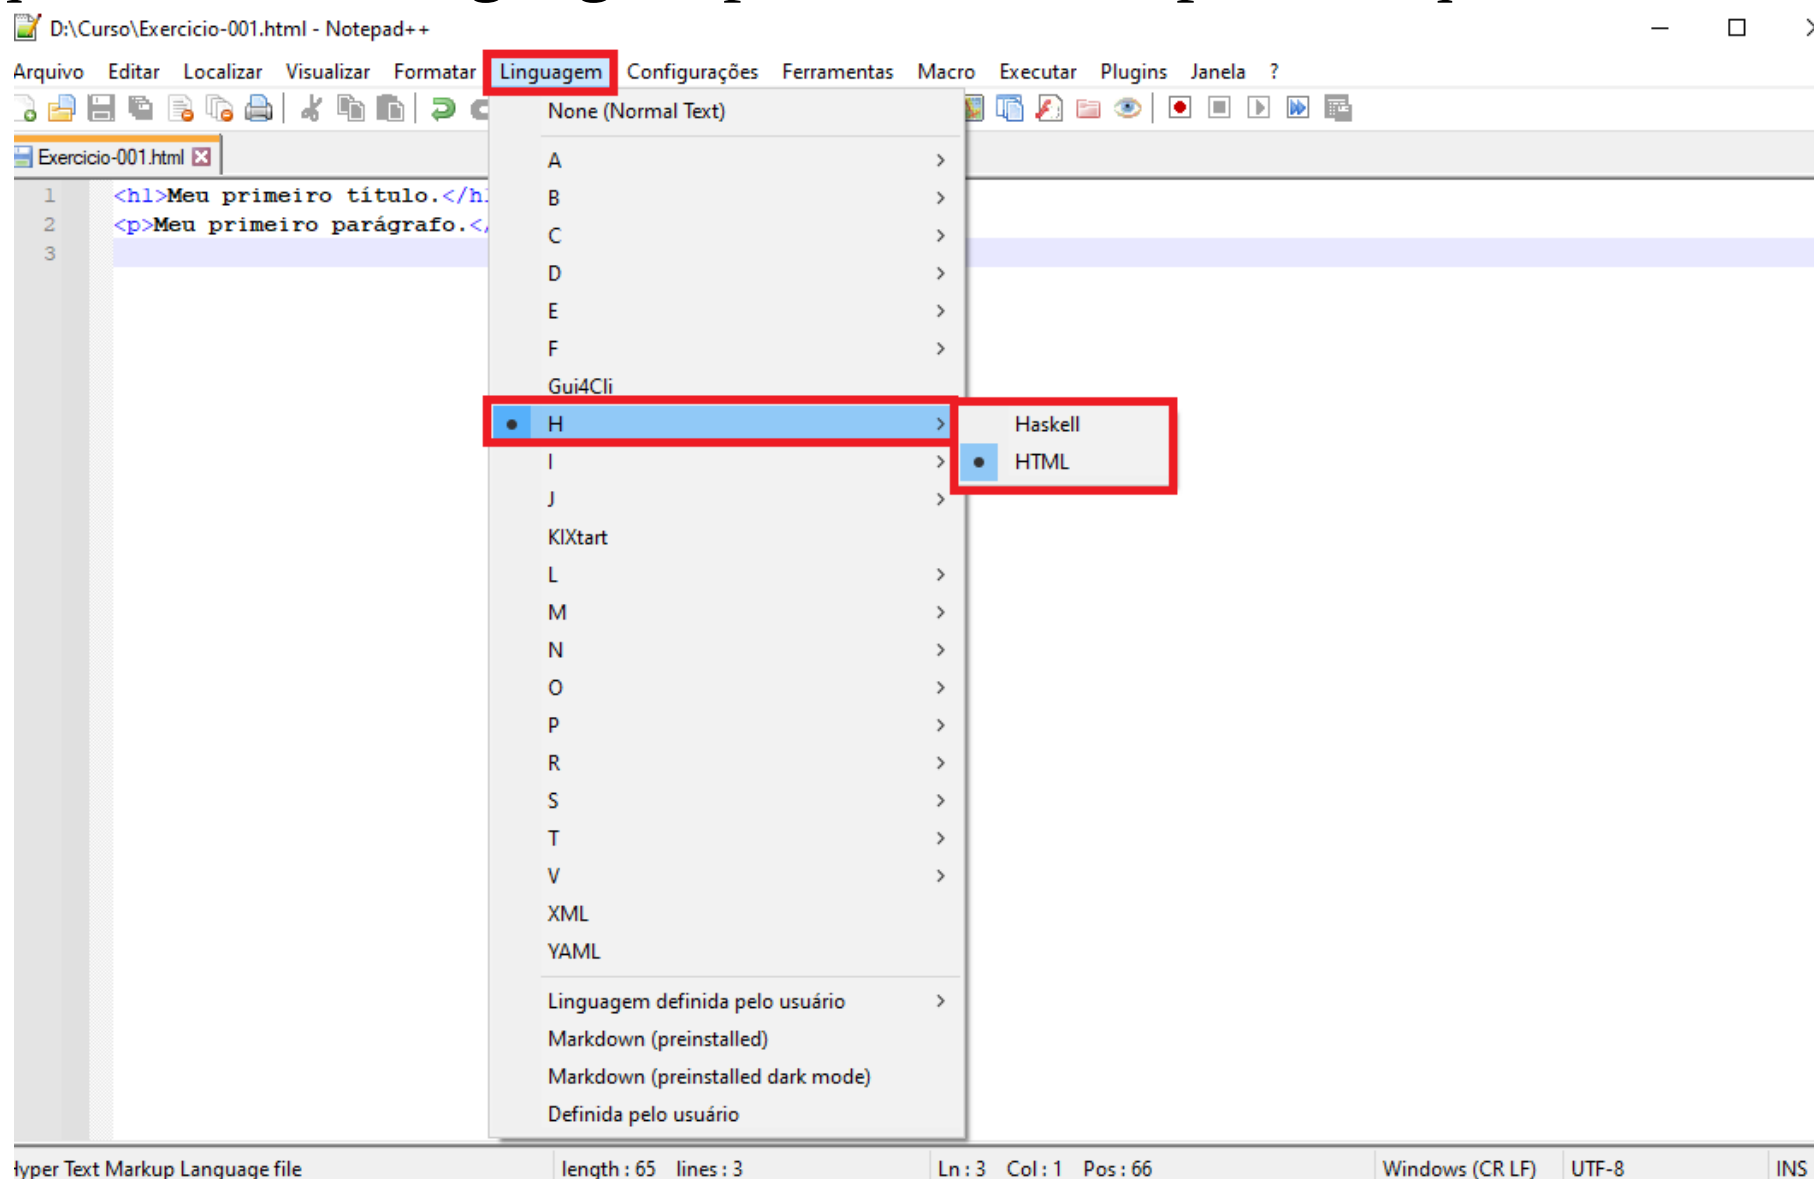 D:\Curso\Exercicio-001.html - Notepad++
Arquivo Editar Localizar Visualizar Formatar Linguagem Configurações Ferramentas Macro Executar Plugins Janela ?
None (Normal Text)
Exercicio-001.html
A
B
C
D
E
F
Gui4Cli
H
I
J
KIXtart
L
M
N
O
P
R
S
T
V
XML
YAML
Linguagem definida pelo usuário
Markdown (preinstalled)
Markdown (preinstalled dark mode)
Definida pelo usuário
Haskell
HTML
1 <h1>Meu primeiro título.</h
2 <p>Meu primeiro parágrafo.</
3
Hyper Text Markup Language file length : 65 lines : 3 Ln : 3 Col : 1 Pos : 66 Windows (CR LF) UTF-8 INS